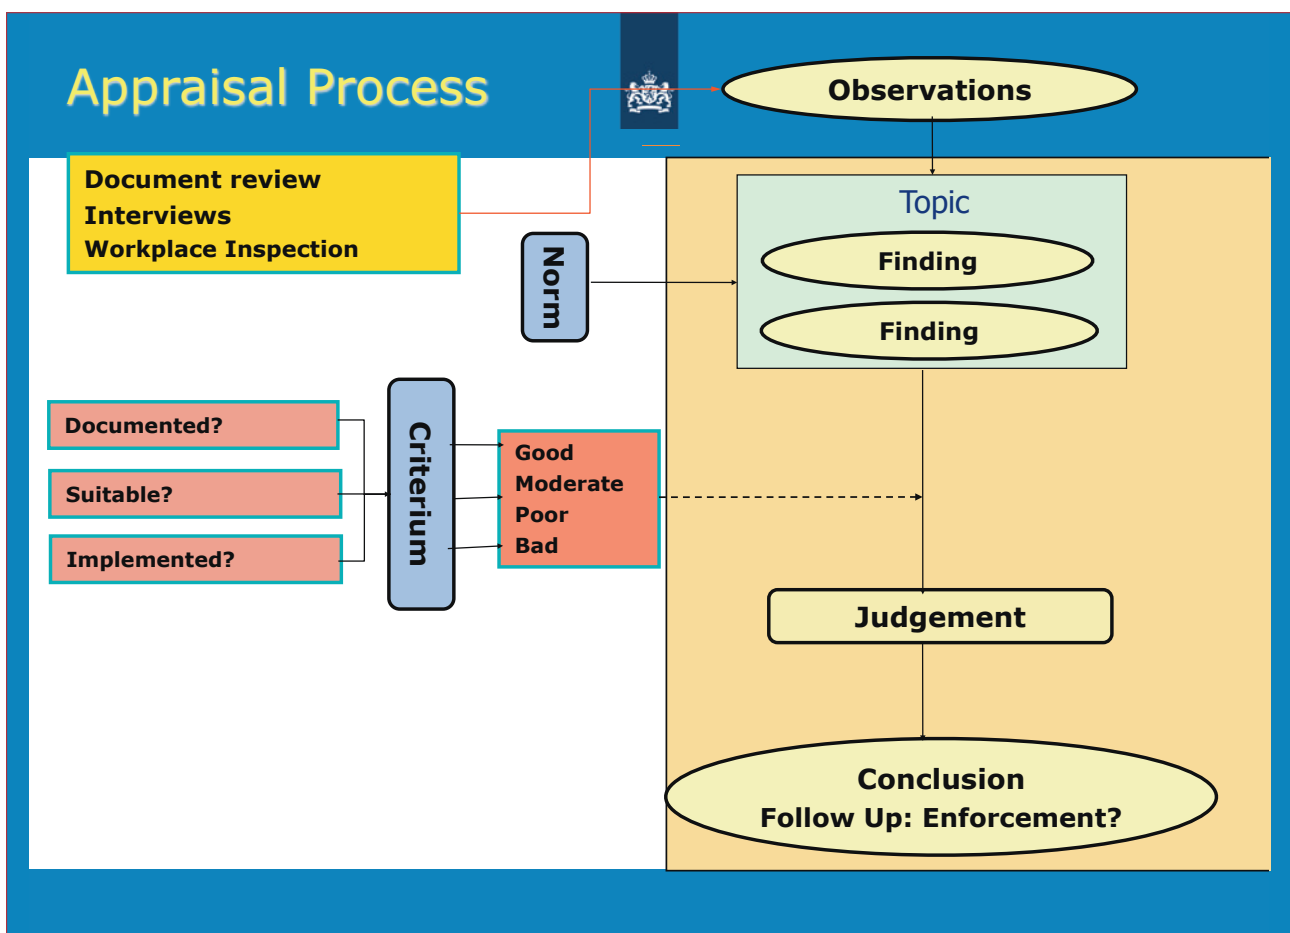 Appraisal Process
Observations
Document review
Interviews
Workplace Inspection
Topic
Finding
Finding
Norm
Documented?
Suitable?
Implemented?
Criterium
Good
Moderate
Poor
Bad
Judgement
Conclusion
Follow Up: Enforcement?